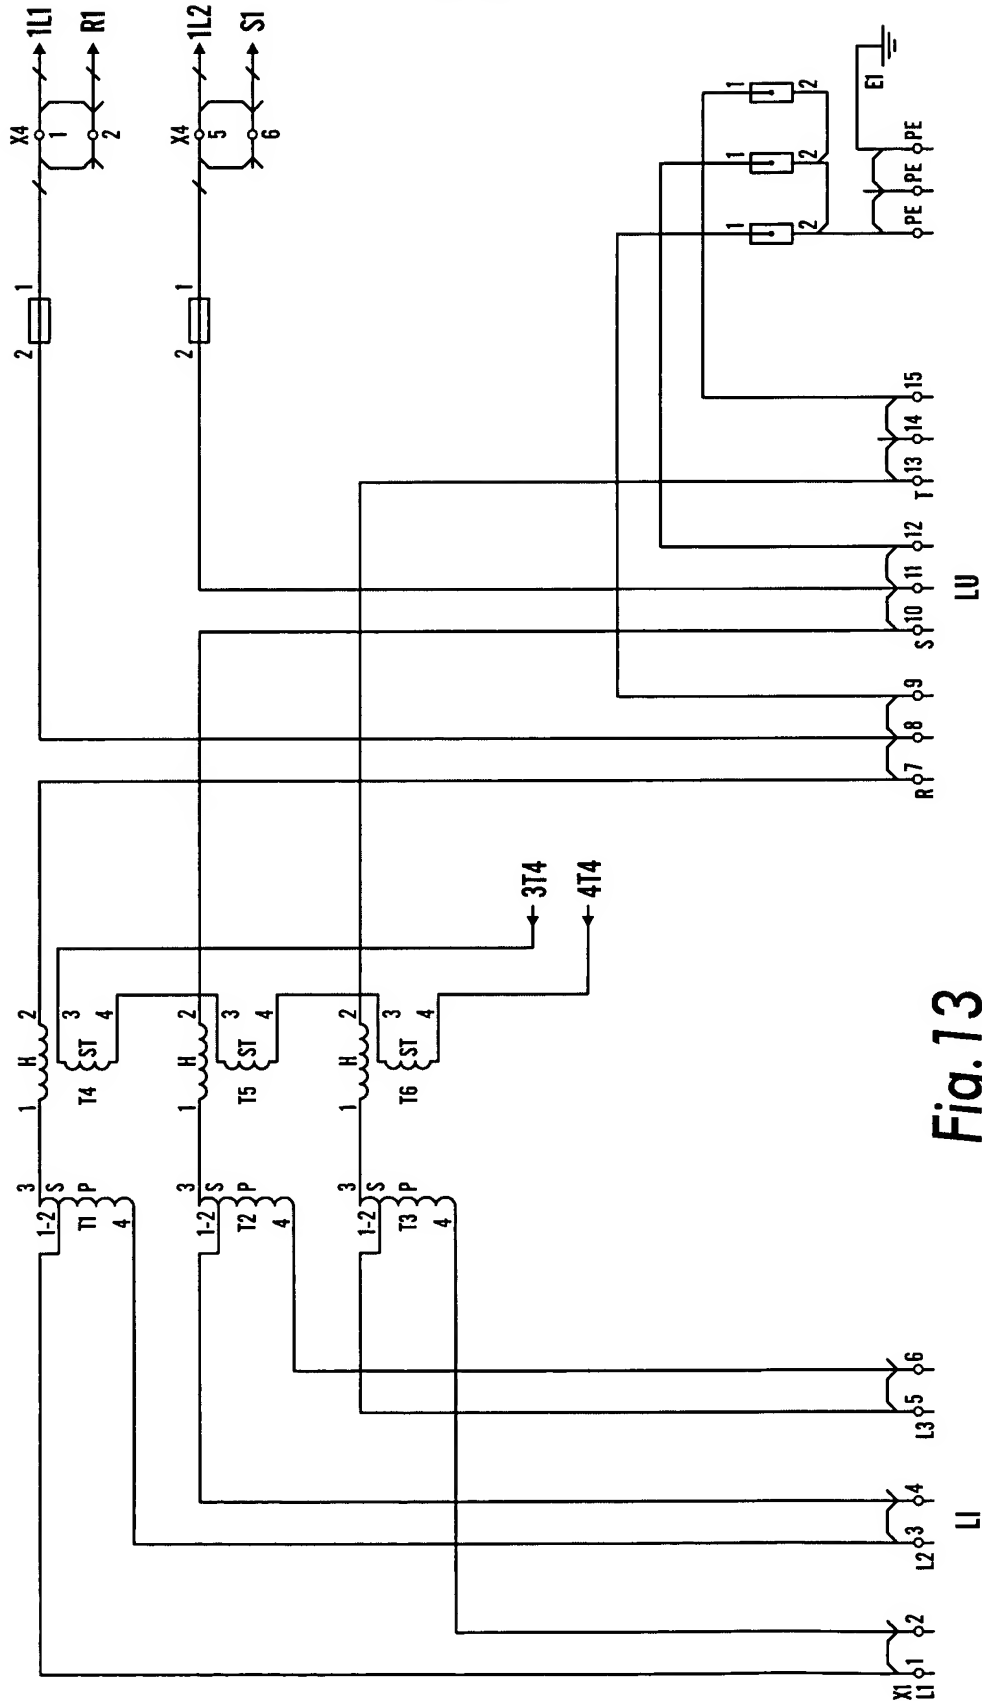 3 1 H 2 2 1 X4 1L1
1-2 S 3 1
T1 P T4 ST R1
4 4 2
3 1 H 2 2 1 X4 1L2
1-2 S 3 5
T2 P T5 ST S1
4 4 6
3 1 H 2
1-2 S 3
T3 P T6 ST
4 4
3T4
4T4
1 1 1
2 2 2
E1
X1 1 2 3 4 5 6 7 8 9 10 11 12 13 14 15 PE PE PE
L1 L2 L3 R S T
LI LU
Fig.13